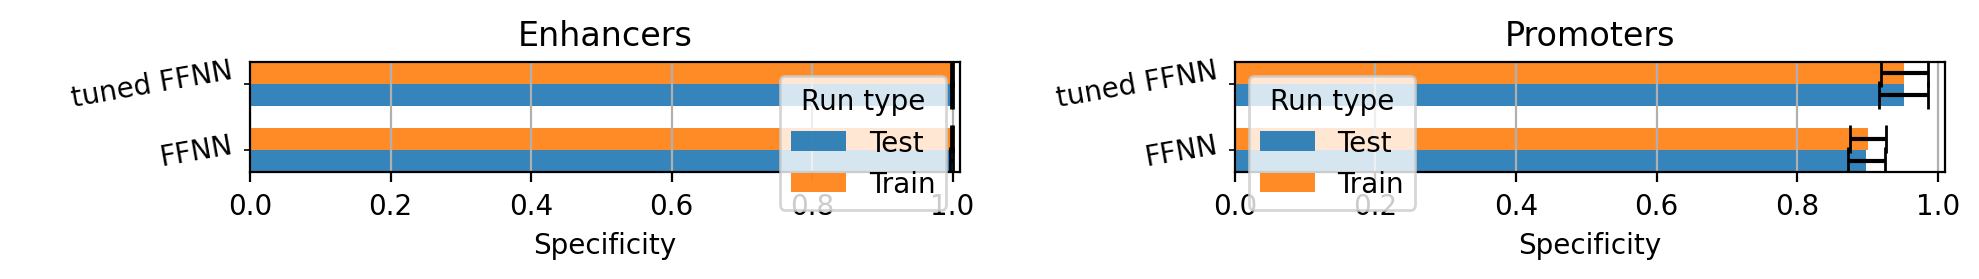 Enhancers
tuned FFNN
FFNN
Run type
Test
Train
0.0 0.2 0.4 0.6 0.8 1.0
Specificity
Promoters
tuned FFNN
FFNN
Run type
Test
Train
0.0 0.2 0.4 0.6 0.8 1.0
Specificity